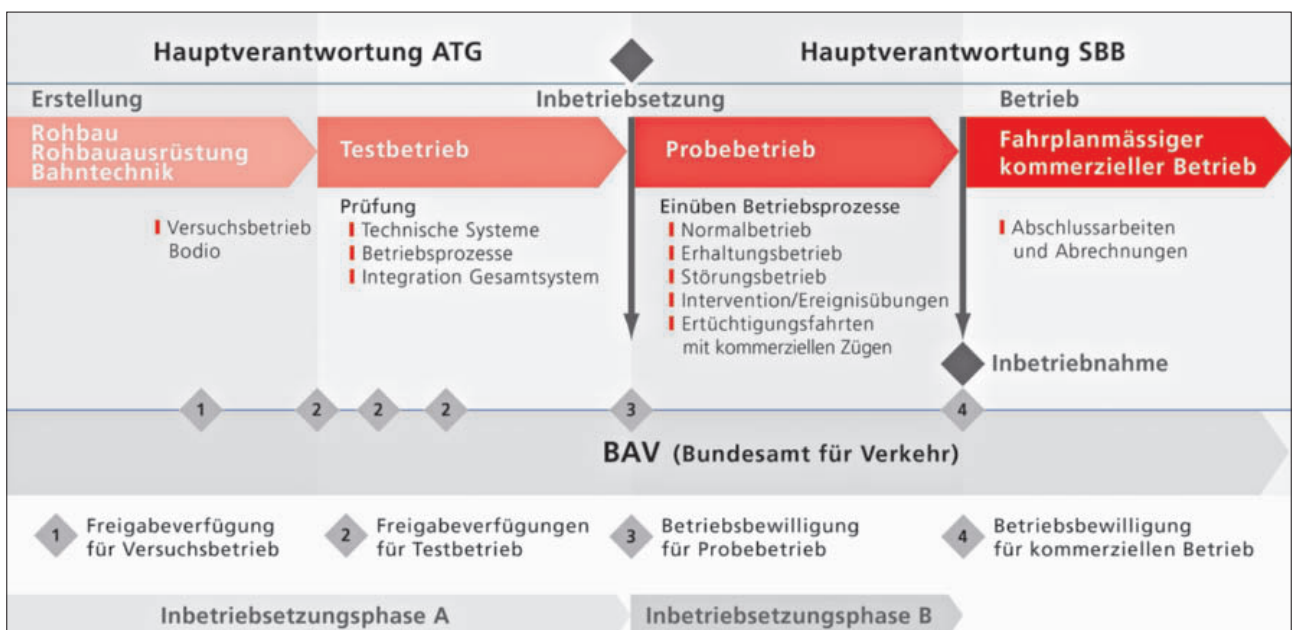 Hauptverantwortung ATG
Hauptverantwortung SBB
Erstellung
Inbetriebsetzung
Betrieb
Rohbau
Rohbauausrüstung
Bahntechnik
Testbetrieb
Probebetrieb
Fahrplanmässiger
kommerzieller Betrieb
Versuchsbetrieb
Bodio
Prüfung
Technische Systeme
Betriebsprozesse
Integration Gesamtsystem
Einüben Betriebsprozesse
Normalbetrieb
Erhaltungsbetrieb
Störungsbetrieb
Intervention/Ereignisübungen
Ertüchtigungsfahrten
mit kommerziellen Zügen
Abschlussarbeiten
und Abrechnungen
Inbetriebnahme
1 2 2 2 3 4
BAV (Bundesamt für Verkehr)
1 Freigabeverfügung
für Versuchsbetrieb
2 Freigabeverfügungen
für Testbetrieb
3 Betriebsbewilligung
für Probebetrieb
4 Betriebsbewilligung
für kommerziellen Betrieb
Inbetriebsetzungsphase A
Inbetriebsetzungsphase B